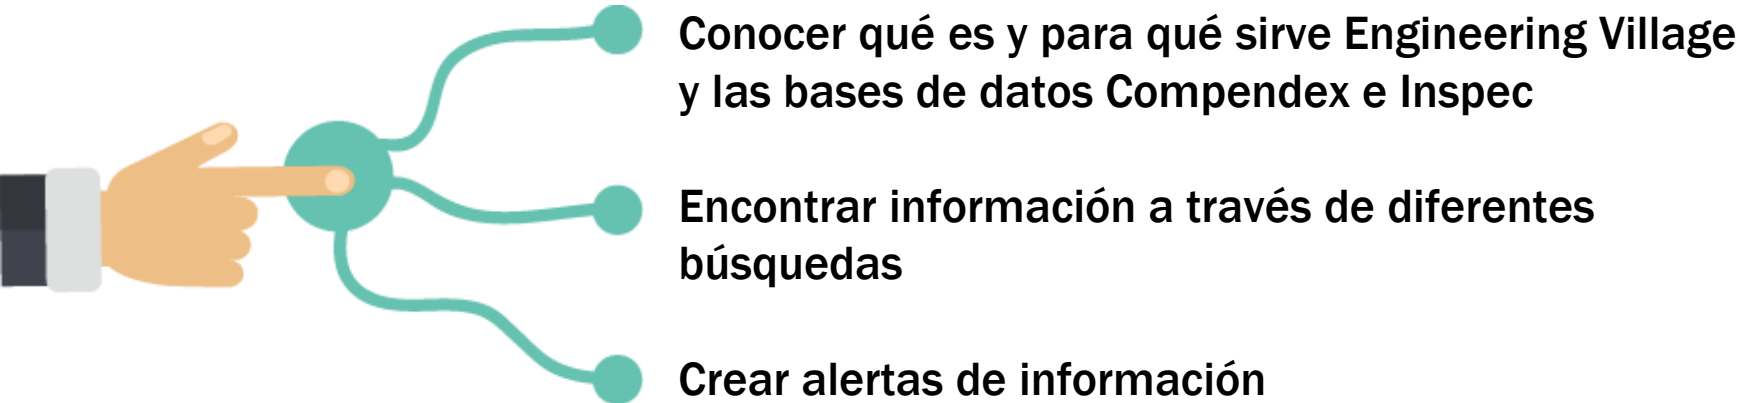 Conocer qué es y para qué sirve Engineering Village
y las bases de datos Compendex e Inspec
Encontrar información a través de diferentes
búsquedas
Crear alertas de información